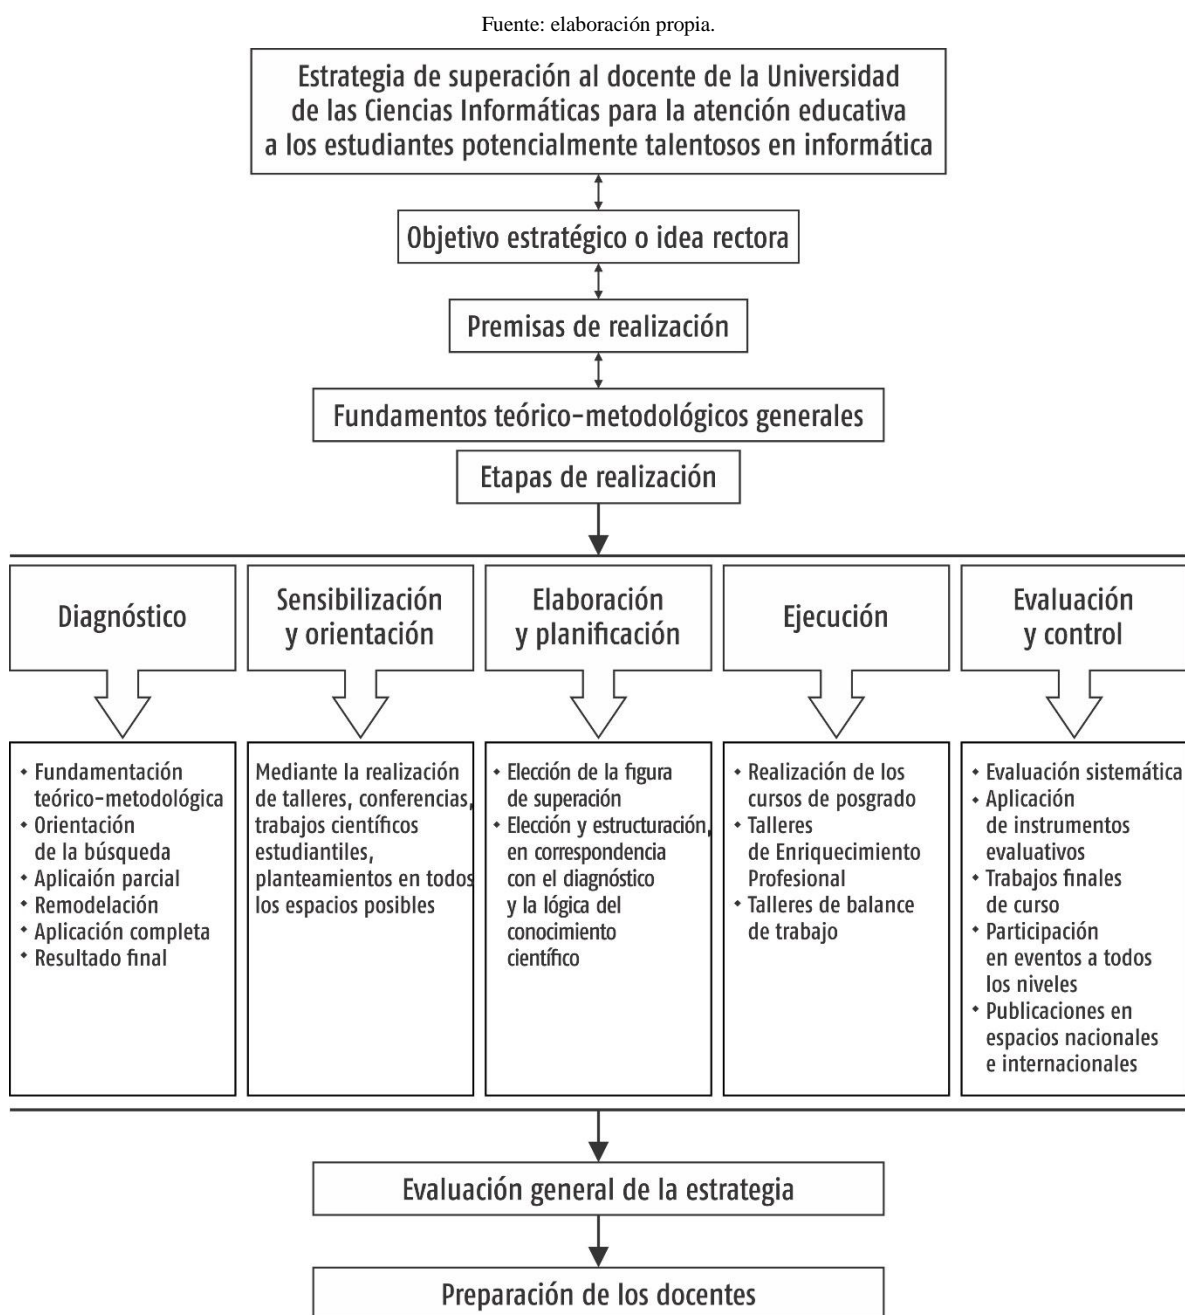 Fuente: elaboración propia.
Estrategia de superación al docente de la Universidad
de las Ciencias Informáticas para la atención educativa
a los estudiantes potencialmente talentosos en informática
Objetivo estratégico o idea rectora
Premisas de realización
Fundamentos teórico-metodológicos generales
Etapas de realización
Diagnóstico
Sensibilización
y orientación
Elaboración
y planificación
Ejecución
Evaluación
y control
• Fundamentación
teórico-metodológica
• Orientación
de la búsqueda
• Aplicaión parcial
• Remodelación
• Aplicación completa
• Resultado final
Mediante la realización
de talleres, conferencias,
trabajos científicos
estudiantiles,
planteamientos en todos
los espacios posibles
• Elección de la figura
de superación
• Elección y estructuración,
en correspondencia
con el diagnóstico
y la lógica del
conocimiento
científico
• Realización de los
cursos de posgrado
• Talleres
de Enriquecimiento
Profesional
• Talleres de balance
de trabajo
• Evaluación sistemática
• Aplicación
de instrumentos
evaluativos
• Trabajos finales
de curso
• Participación
en eventos a todos
los niveles
• Publicaciones en
espacios nacionales
e internacionales
Evaluación general de la estrategia
Preparación de los docentes